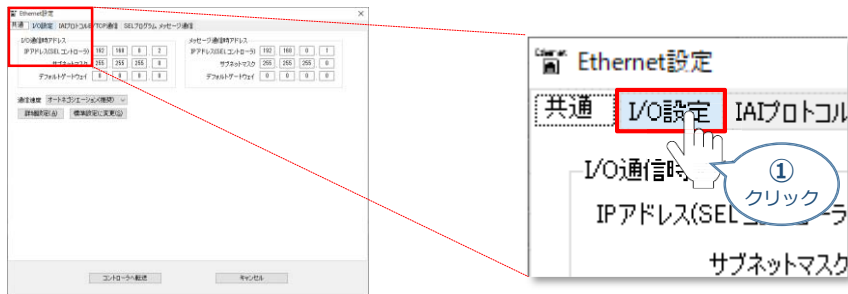 Ethernet設定
共通 I/O設定 IAIプロトコルB/TCP通信 SELプログラム メッセージ通信
I/O通信時アドレス
IPアドレス(SELコントローラ) 192 168 0 2
サブネットマスク 255 255 255 0
デフォルトゲートウェイ 0 0 0 0
メッセージ通信時アドレス
IPアドレス(SELコントローラ) 192 168 0 1
サブネットマスク 255 255 255 0
デフォルトゲートウェイ 0 0 0 0
通信速度 オートネゴシエーション(推奨)
詳細設定(A) 標準設定に変更(S)
コントローラへ転送 キャンセル
Ethernet設定
共通 I/O設定 IAIプロトコル
I/O通信時
IPアドレス(SEL コ ローラ
サブネットマスク
①
クリック